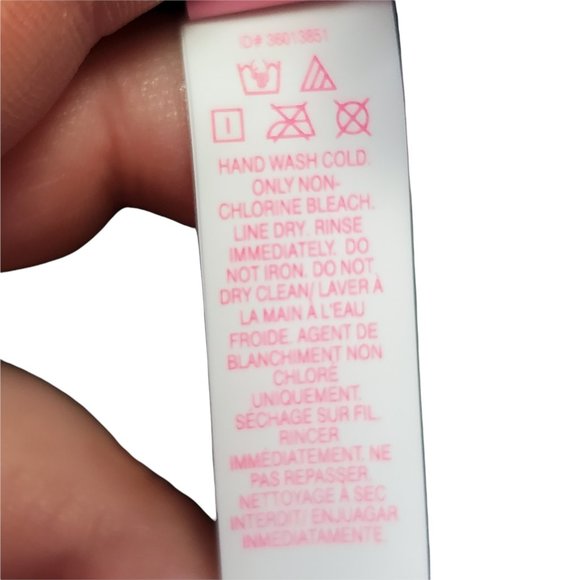 ID# 36013851
HAND WASH COLD.
ONLY NON-
CHLORINE BLEACH.
LINE DRY. RINSE
IMMEDIATELY. DO
NOT IRON. DO NOT
DRY CLEAN/ LAVER À
LA MAIN À L'EAU
FROIDE. AGENT DE
BLANCHIMENT NON
CHLORÉ
UNIQUEMENT.
SÉCHAGE SUR FIL.
RINCER
IMMÉDIATEMENT. NE
PAS REPASSER.
NETTOYAGE À SEC
INTERDIT/ ENJUAGAR
INMEDIATAMENTE.